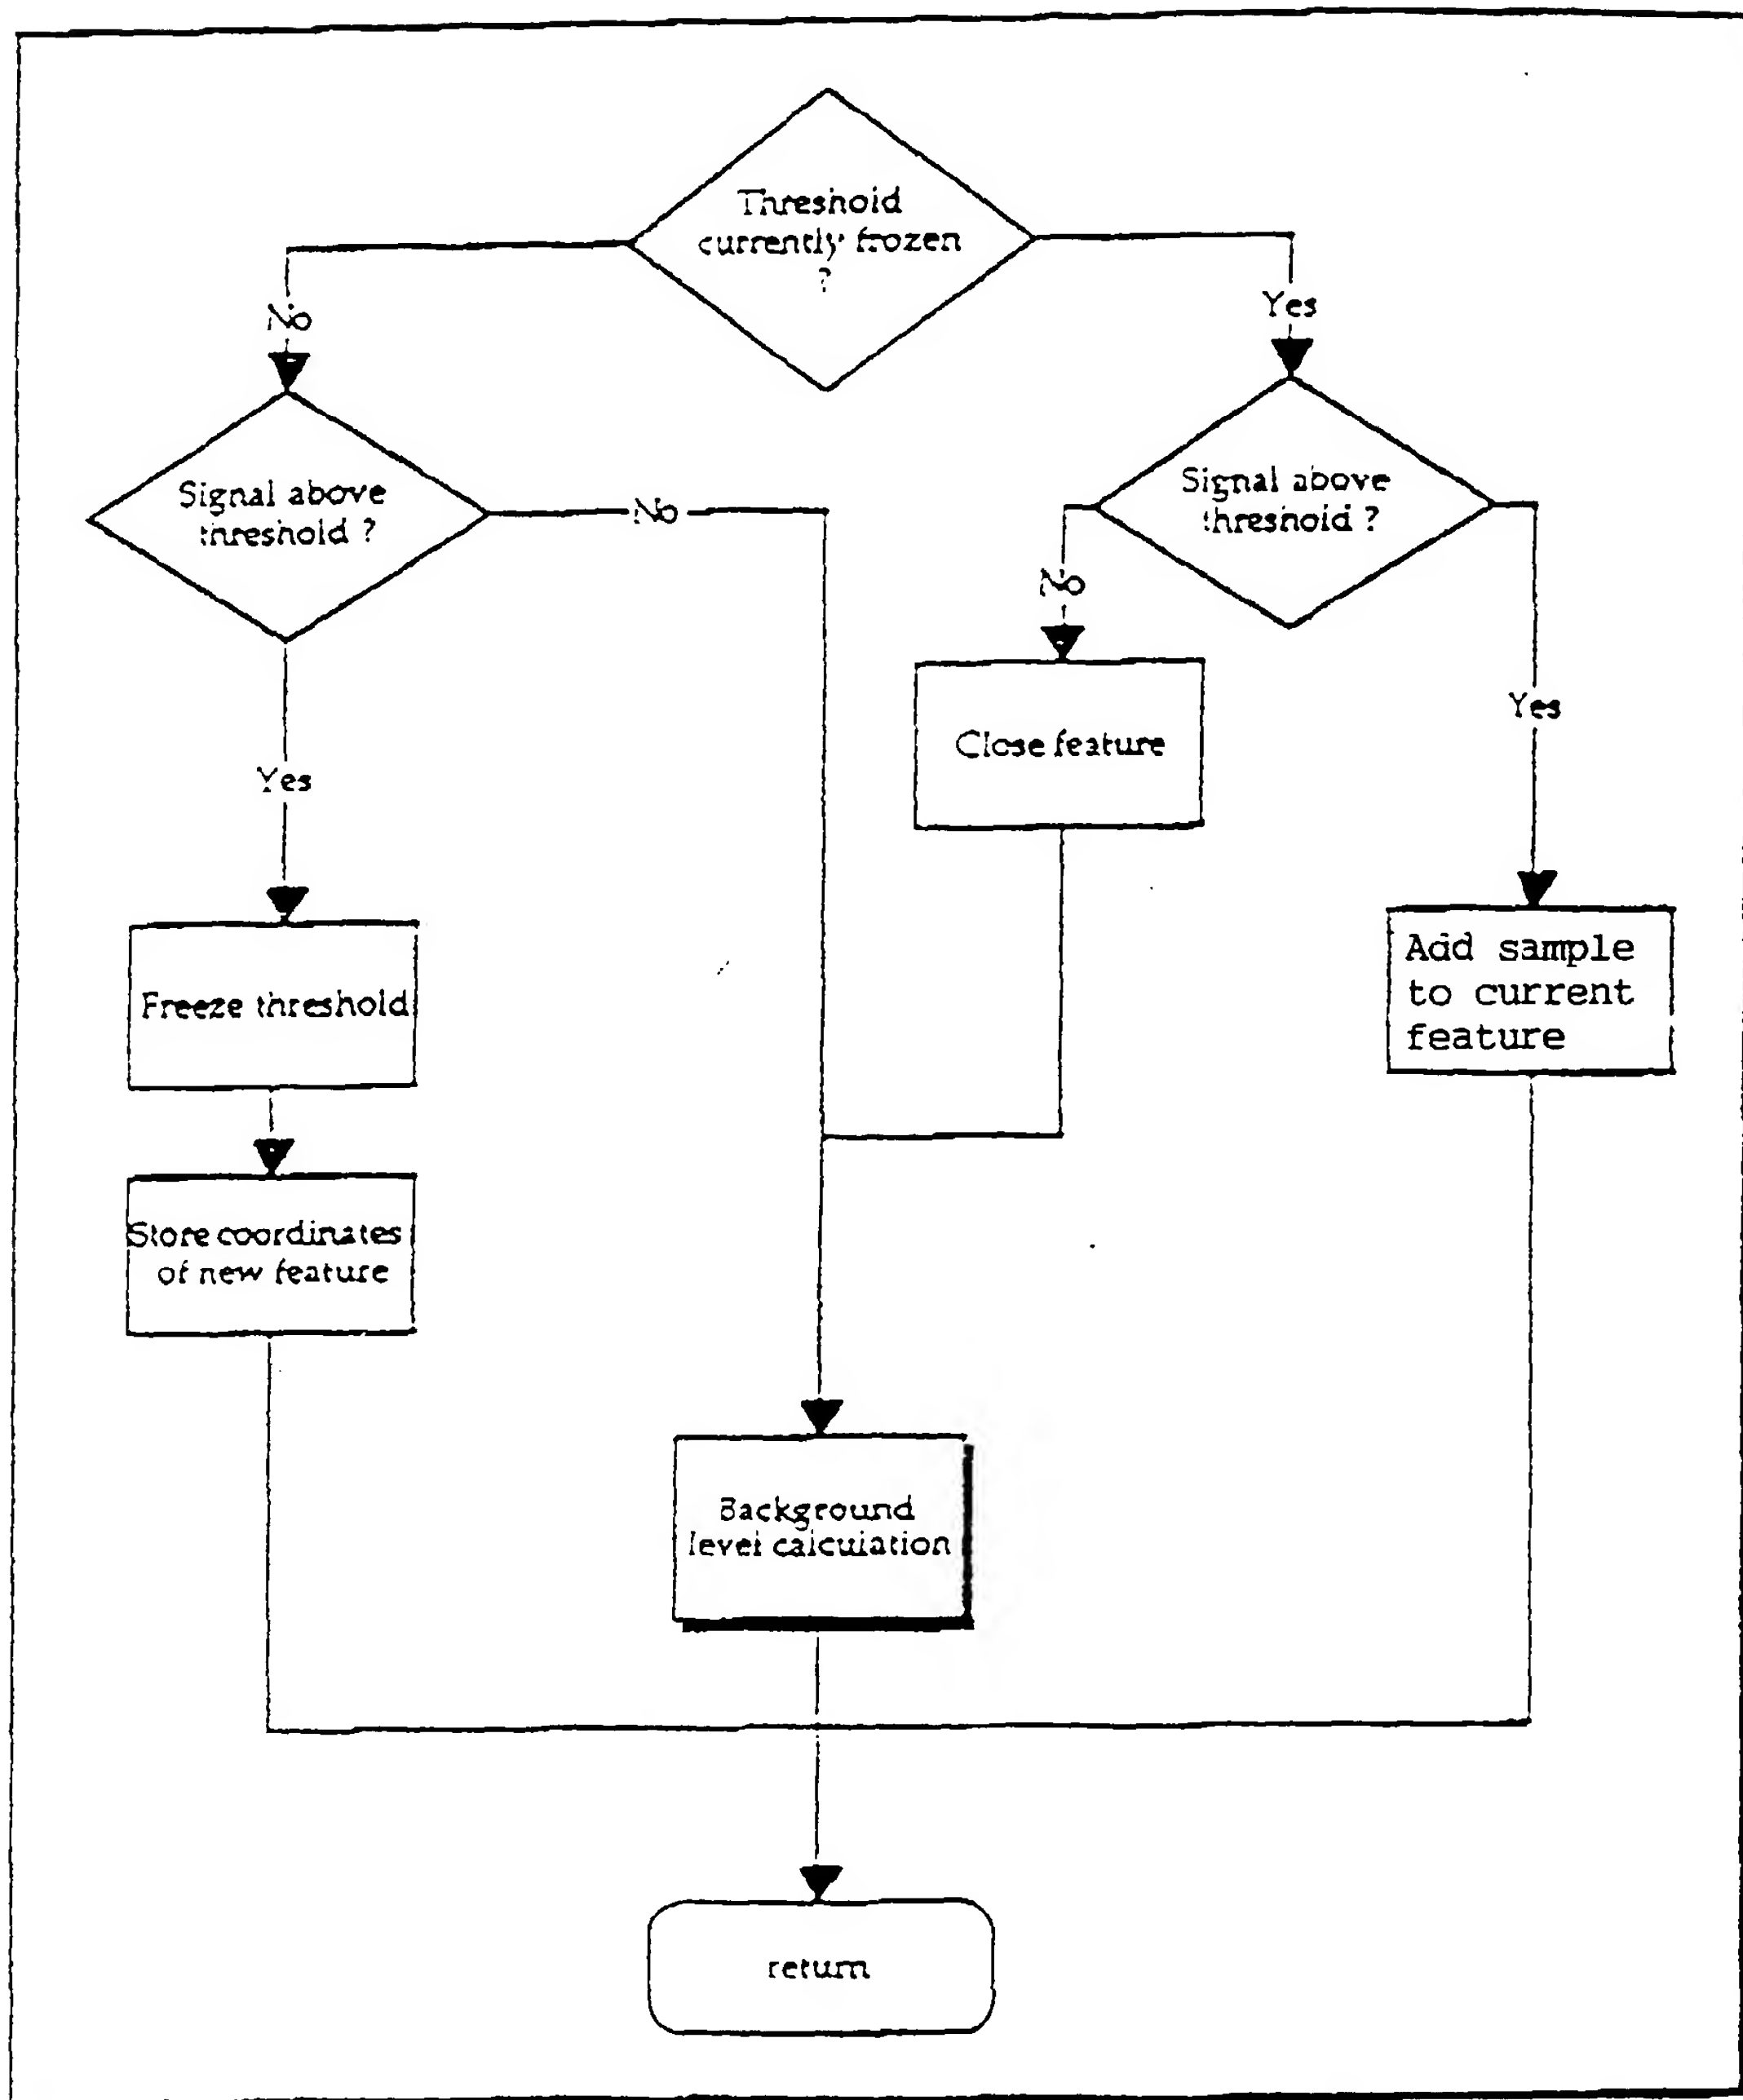 Threshold
currently frozen
?
No
Yes
Signal above
threshold ?
No
Signal above
threshold ?
No
Yes
Close feature
Yes
Freeze threshold
Add sample
to current
feature
Store coordinates
of new feature
Background
level calculation
return